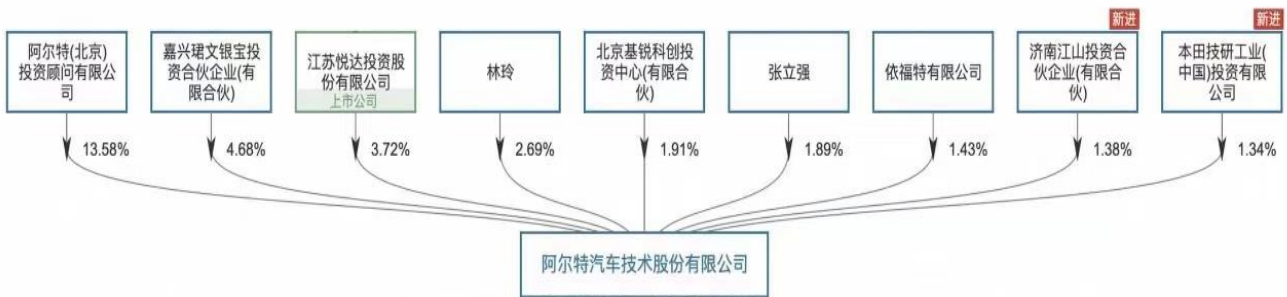 新进
新进
阿尔特(北京)
投资顾问有限公
司
嘉兴珺文银宝投
资合伙企业(有
限合伙)
江苏悦达投资股
份有限公司
上市公司
林玲
北京基锐科创投
资中心(有限合
伙)
张立强
依福特有限公司
济南江山投资合
伙企业(有限合
伙)
本田技研工业(
中国)投资有限
公司
13.58%
4.68%
3.72%
2.69%
1.91%
1.89%
1.43%
1.38%
1.34%
阿尔特汽车技术股份有限公司